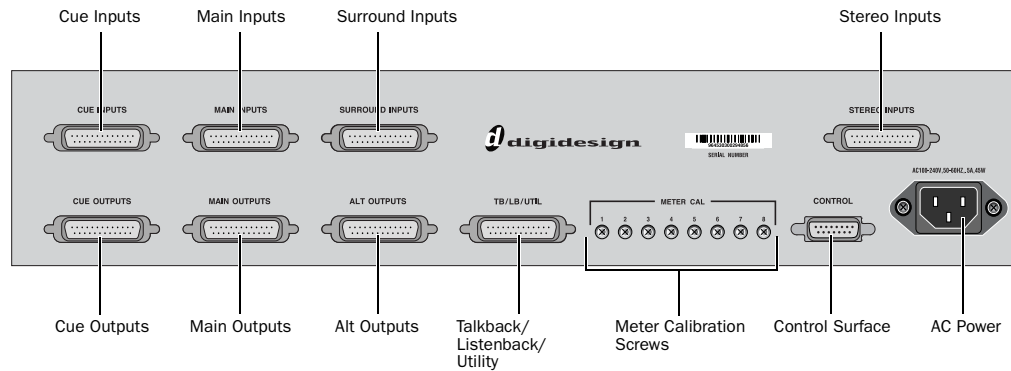 Cue Inputs
Main Inputs
Surround Inputs
Stereo Inputs
CUE INPUTS
MAIN INPUTS
SURROUND INPUTS
digidesign
SERIAL NUMBER
STEREO INPUTS
AC100-240V,50-60HZ,.5A,45W
CUE OUTPUTS
MAIN OUTPUTS
ALT OUTPUTS
TB/LB/UTIL
METER CAL
1 2 3 4 5 6 7 8
CONTROL
Cue Outputs
Main Outputs
Alt Outputs
Talkback/
Listenback/
Utility
Meter Calibration
Screws
Control Surface
AC Power